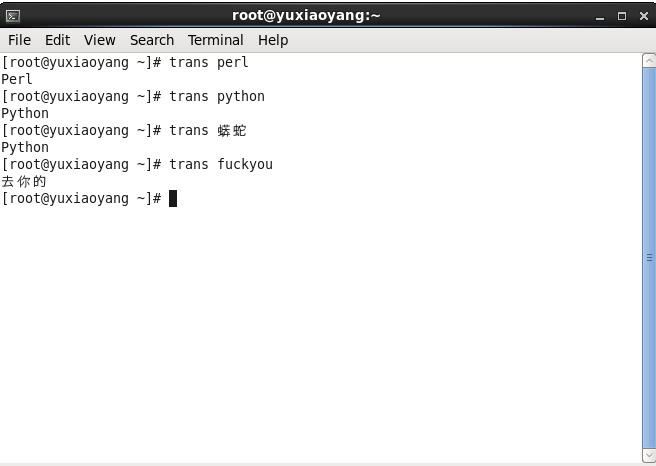 root@yuxiaoyang:~
File Edit View Search Terminal Help
[root@yuxiaoyang ~]# trans perl
Perl
[root@yuxiaoyang ~]# trans python
Python
[root@yuxiaoyang ~]# trans 蟒蛇
Python
[root@yuxiaoyang ~]# trans fuckyou
去你的
[root@yuxiaoyang ~]#